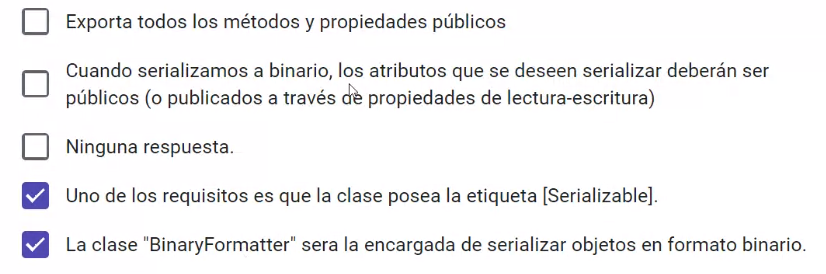 Exporta todos los métodos y propiedades públicos
Cuando serializamos a binario, los atributos que se deseen serializar deberán ser
públicos (o publicados a través de propiedades de lectura-escritura)
Ninguna respuesta.
Uno de los requisitos es que la clase posea la etiqueta [Serializable].
La clase "BinaryFormatter" sera la encargada de serializar objetos en formato binario.